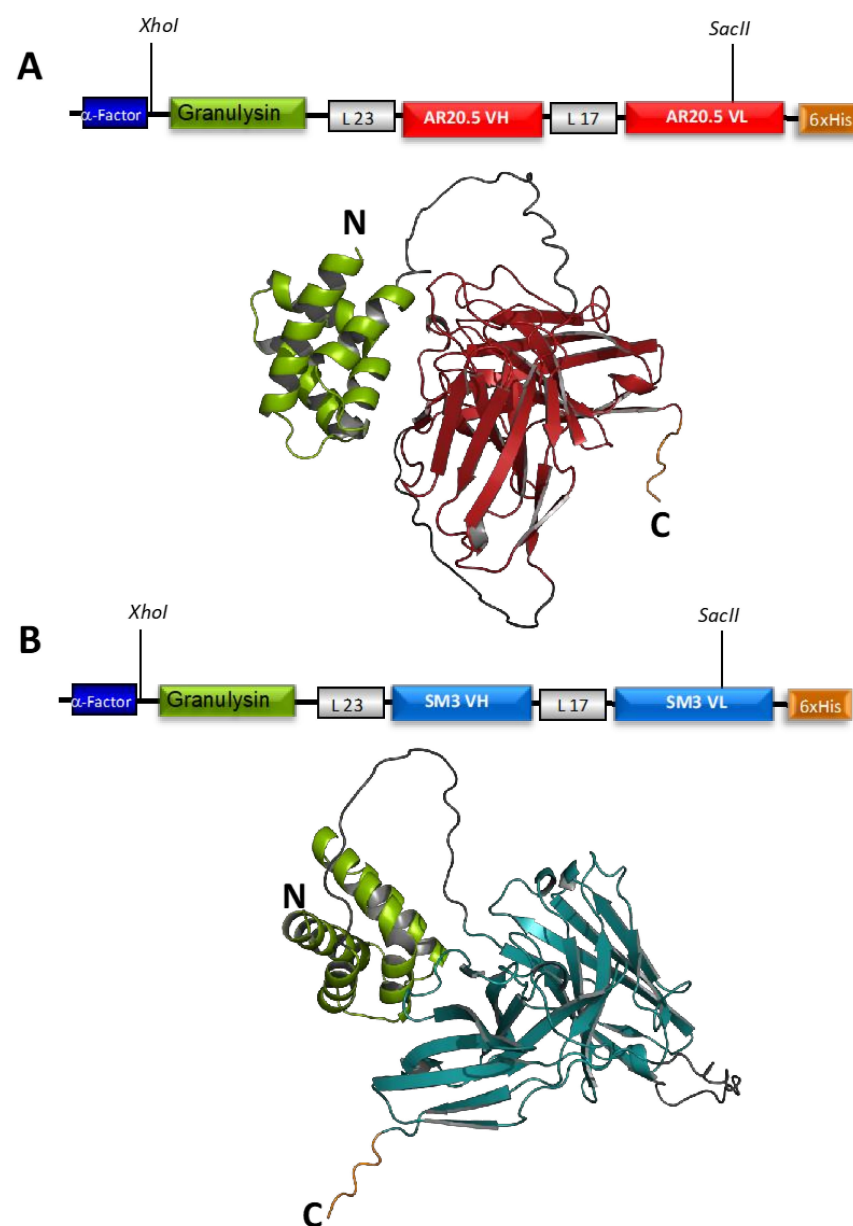 XhoI SacII
A
α-Factor Granulysin L 23 AR20.5 VH L 17 AR20.5 VL 6xHis
N
C
XhoI SacII
B
α-Factor Granulysin L 23 SM3 VH L 17 SM3 VL 6xHis
N
C